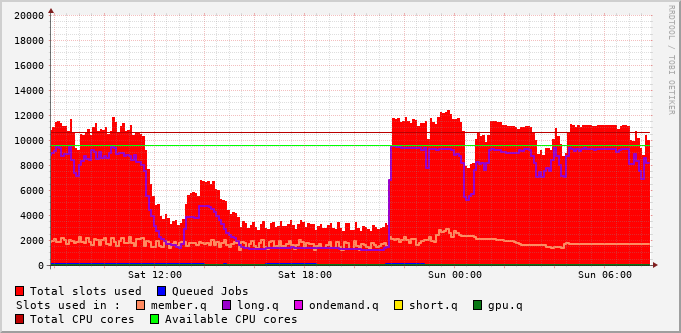 20000
18000
16000
14000
12000
10000
8000
6000
4000
2000
0
Sat 12:00 Sat 18:00 Sun 00:00 Sun 06:00
RRDTOOL / TOBI OETIKER
Total slots used Queued Jobs
Slots used in : member.q long.q ondemand.q short.q gpu.q
Total CPU cores Available CPU cores